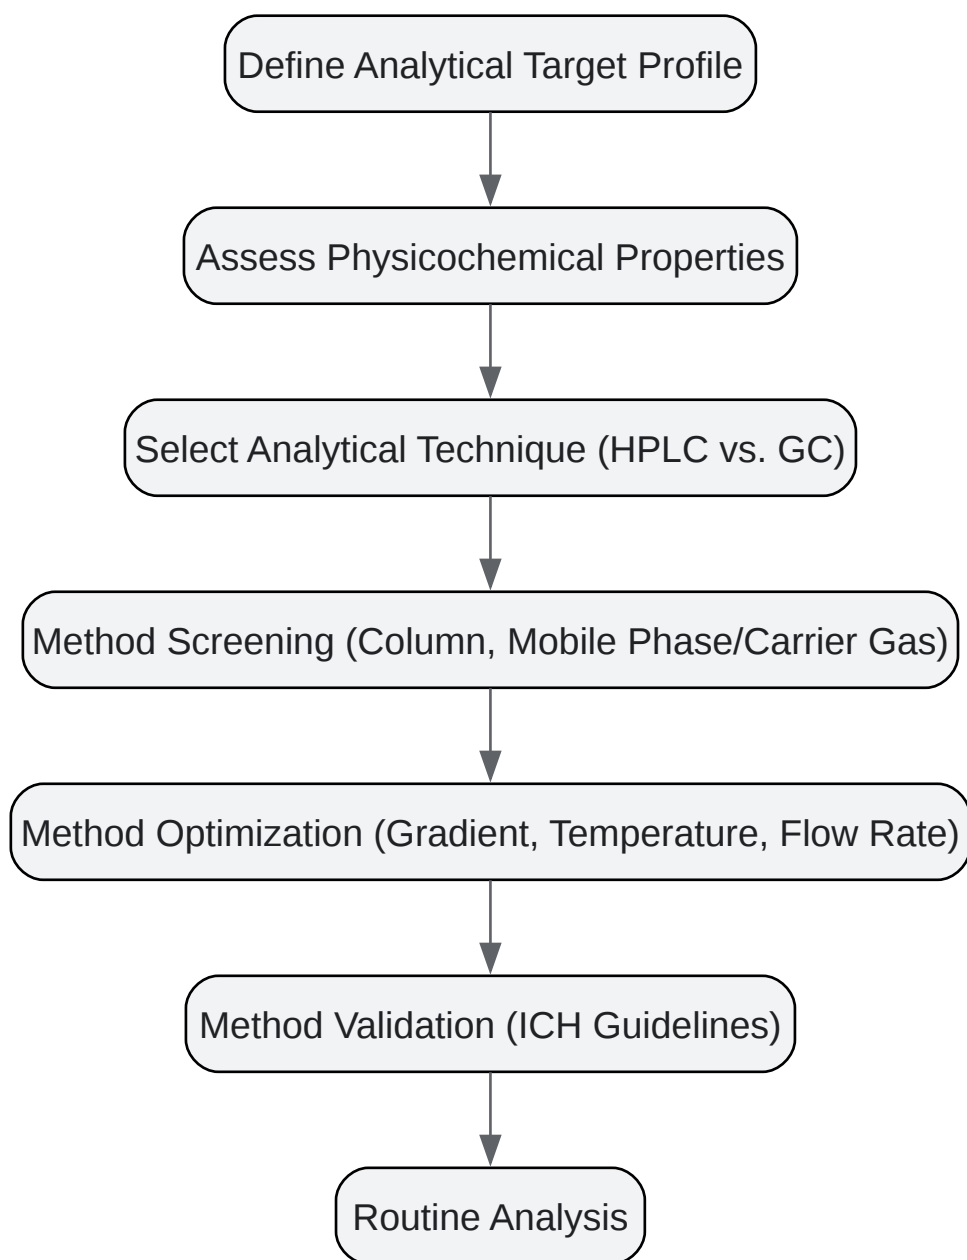 Define Analytical Target Profile
Assess Physicochemical Properties
Select Analytical Technique (HPLC vs. GC)
Method Screening (Column, Mobile Phase/Carrier Gas)
Method Optimization (Gradient, Temperature, Flow Rate)
Method Validation (ICH Guidelines)
Routine Analysis